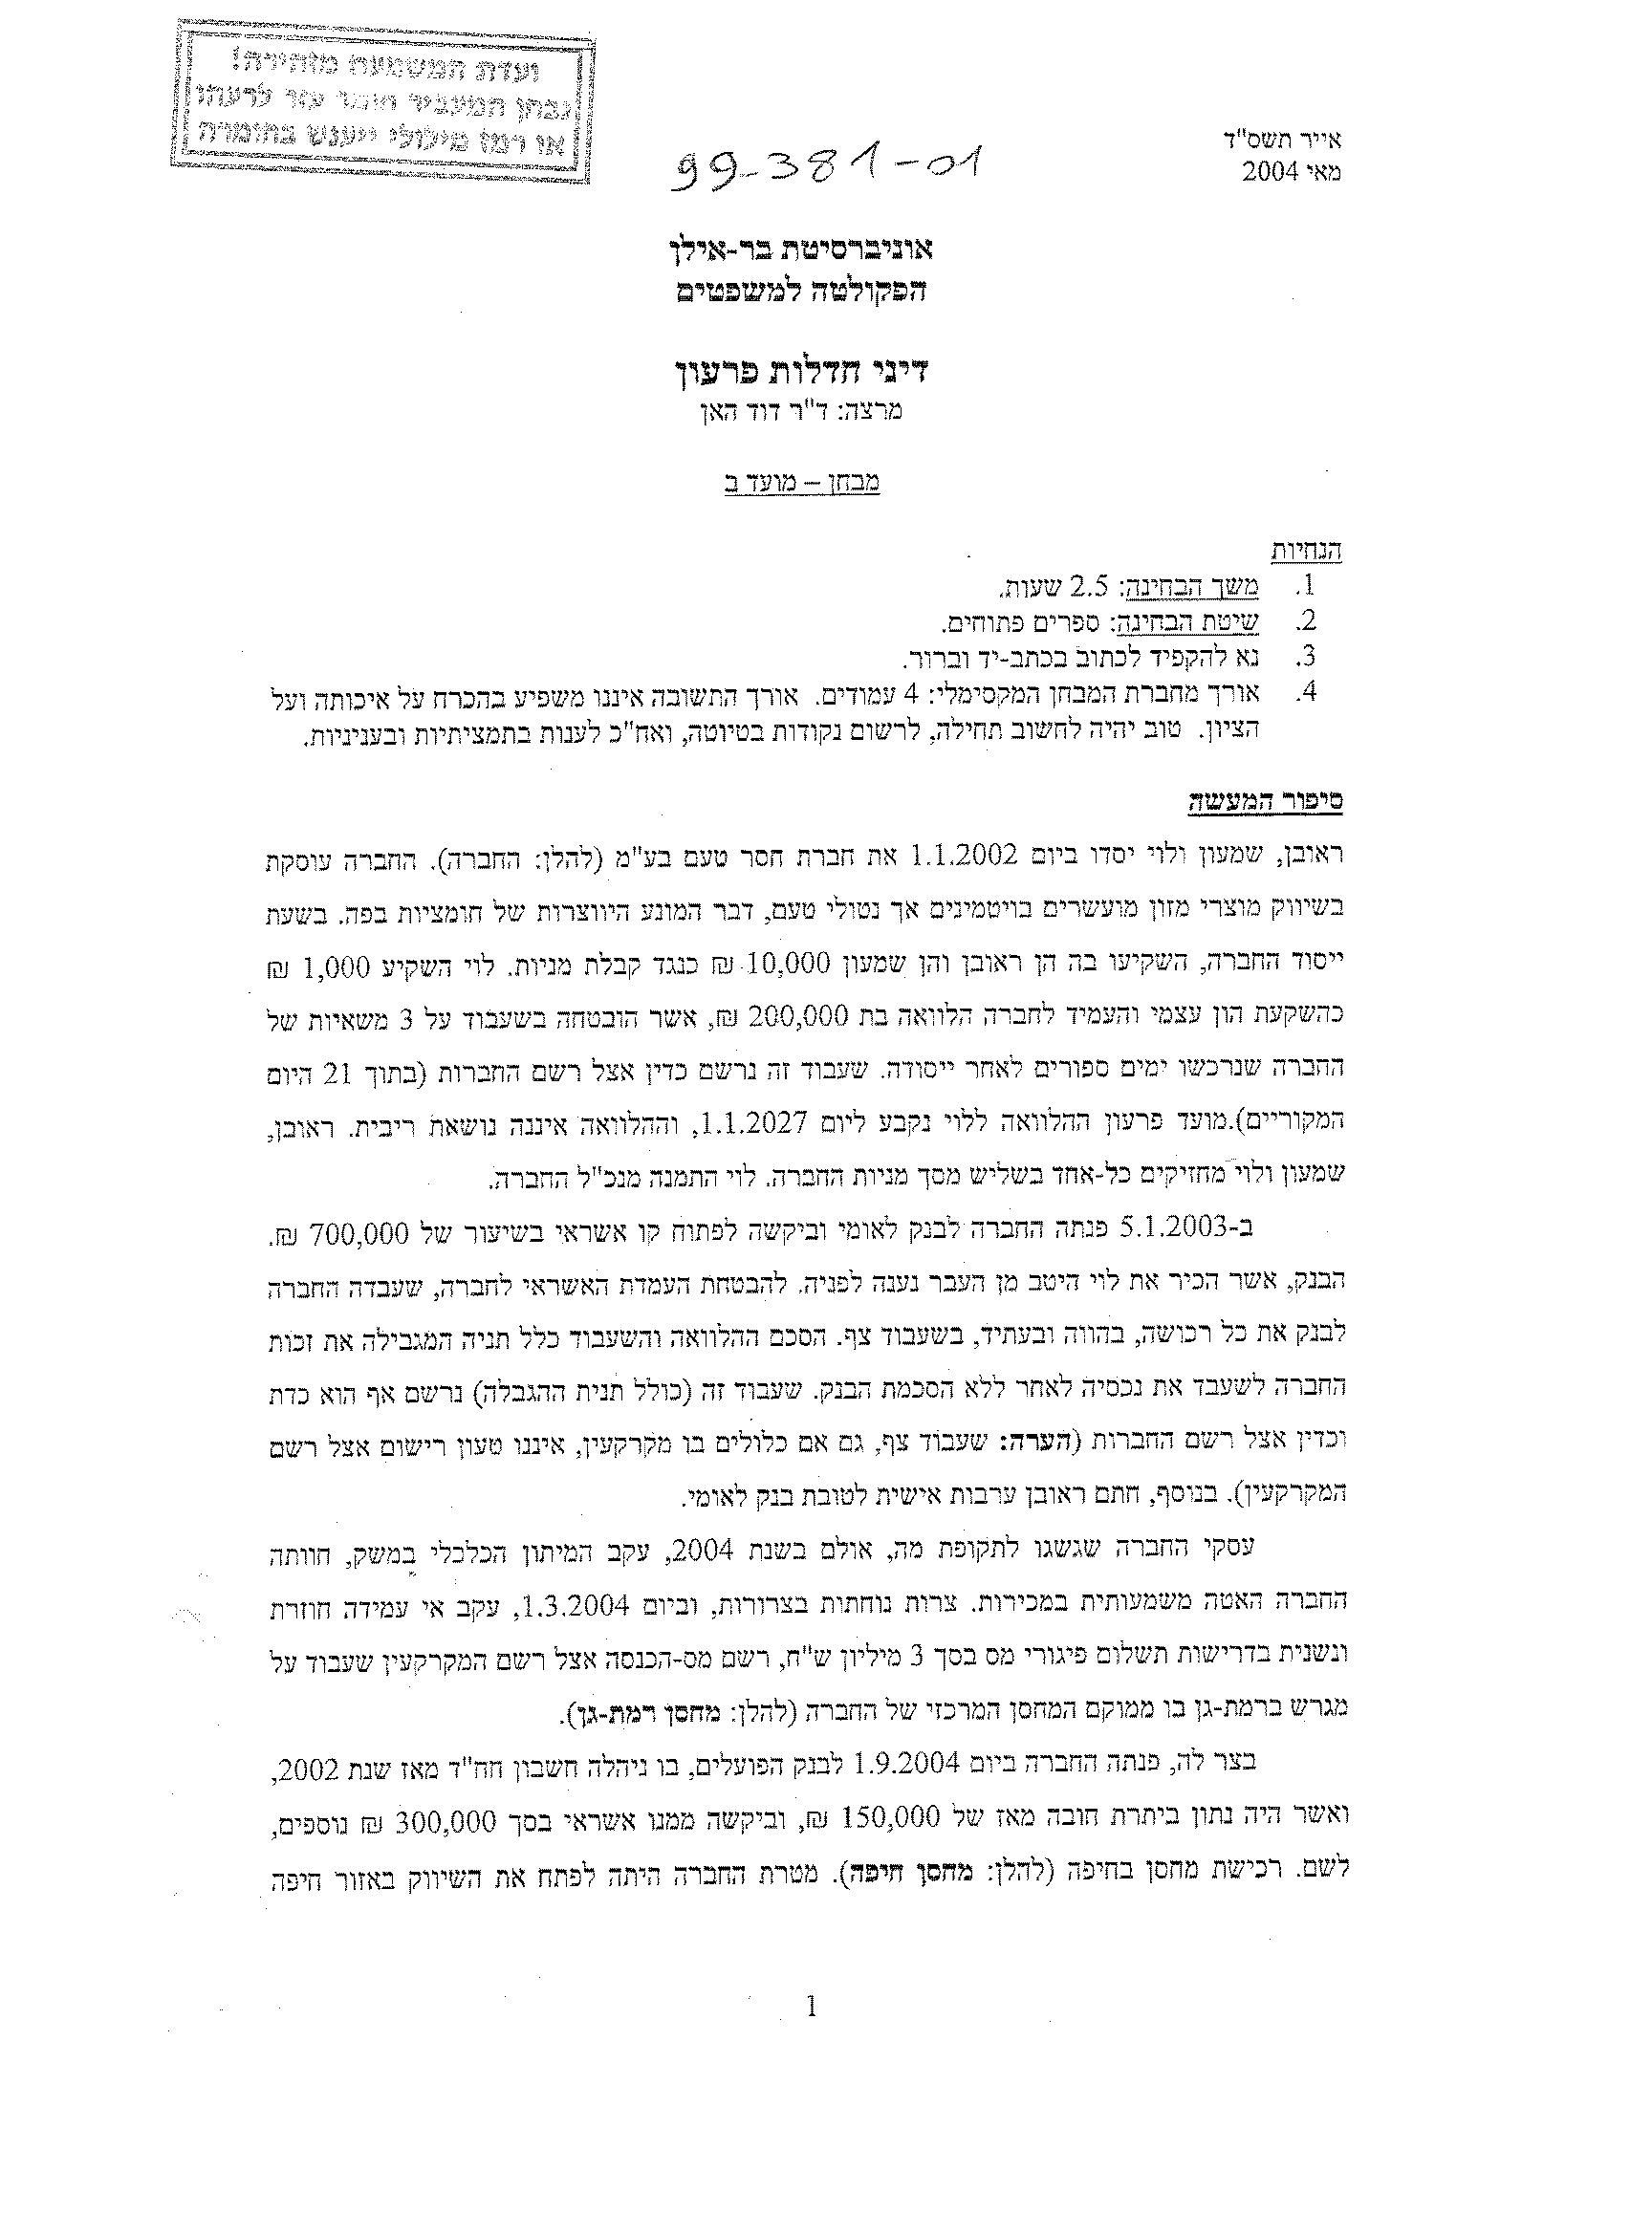 ועדת המשמעת מזהירה!
נבחן המעביר חומר עזר לרעהו
או רמז מילולי ייענש בחומרה
אייר תשס"ד
מאי 2004
99-381-01
אוניברסיטת בר-אילן
הפקולטה למשפטים
דיני חדלות פרעון
מרצה: ד"ר דוד האן
מבחן – מועד ב
הנחיות
1. משך הבחינה: 2.5 שעות.
2. שיטת הבחינה: ספרים פתוחים.
3. נא להקפיד לכתוב בכתב-יד וברור.
4. אורך מחברת המבחן המקסימלי: 4 עמודים. אורך התשובה איננו משפיע בהכרח על איכותה ועל
הציון. טוב יהיה לחשוב תחילה, לרשום נקודות בטיוטה, ואח"כ לענות בתמציתיות ובעניניות.
סיפור המעשה
ראובן, שמעון ולוי יסדו ביום 1.1.2002 את חברת חסר טעם בע"מ (להלן: החברה). החברה עוסקת
בשיווק מוצרי מזון מועשרים בויטמינים אך נטולי טעם, דבר המונע היווצרות של חומציות בפה. בשעת
ייסוד החברה, השקיעו בה הן ראובן והן שמעון 10,000 ₪ כנגד קבלת מניות. לוי השקיע 1,000 ₪
כהשקעת הון עצמי והעמיד לחברה הלוואה בת 200,000 ₪, אשר הובטחה בשעבוד על 3 משאיות של
החברה שנרכשו ימים ספורים לאחר ייסודה. שעבוד זה נרשם כדין אצל רשם החברות (בתוך 21 היום
המקוריים).מועד פרעון ההלוואה ללוי נקבע ליום 1.1.2027, וההלוואה איננה נושאת ריבית. ראובן,
שמעון ולוי מחזיקים כל-אחד בשליש מסך מניות החברה. לוי התמנה מנכ"ל החברה.
ב-5.1.2003 פנתה החברה לבנק לאומי וביקשה לפתוח קו אשראי בשיעור של 700,000 ₪.
הבנק, אשר הכיר את לוי היטב מן העבר נענה לפניה. להבטחת העמדת האשראי לחברה, שעבדה החברה
לבנק את כל רכושה, בהווה ובעתיד, בשעבוד צף. הסכם ההלוואה והשעבוד כלל תניה המגבילה את זכות
החברה לשעבד את נכסיה לאחר ללא הסכמת הבנק. שעבוד זה (כולל תנית ההגבלה) נרשם אף הוא כדת
וכדין אצל רשם החברות (הערה: שעבוד צף, גם אם כלולים בו מקרקעין, איננו טעון רישום אצל רשם
המקרקעין). בנוסף, חתם ראובן ערבות אישית לטובת בנק לאומי.
עסקי החברה שגשגו לתקופת מה, אולם בשנת 2004, עקב המיתון הכלכלי במשק, חוותה
החברה האטה משמעותית במכירות. צרות נוחתות בצרורות, וביום 1.3.2004, עקב אי עמידה חוזרת
ונשנית בדרישות תשלום פיגורי מס בסך 3 מיליון ש"ח, רשם מס-הכנסה אצל רשם המקרקעין שעבוד על
מגרש ברמת-גן בו ממוקם המחסן המרכזי של החברה (להלן: מחסן רמת-גן).
בצר לה, פנתה החברה ביום 1.9.2004 לבנק הפועלים, בו ניהלה חשבון חח"ד מאז שנת 2002,
ואשר היה נתון ביתרת חובה מאז של 150,000 ₪, וביקשה ממנו אשראי בסך 300,000 ₪ נוספים,
לשם. רכישת מחסן בחיפה (להלן: מחסן חיפה). מטרת החברה היתה לפתח את השיווק באזור חיפה
1